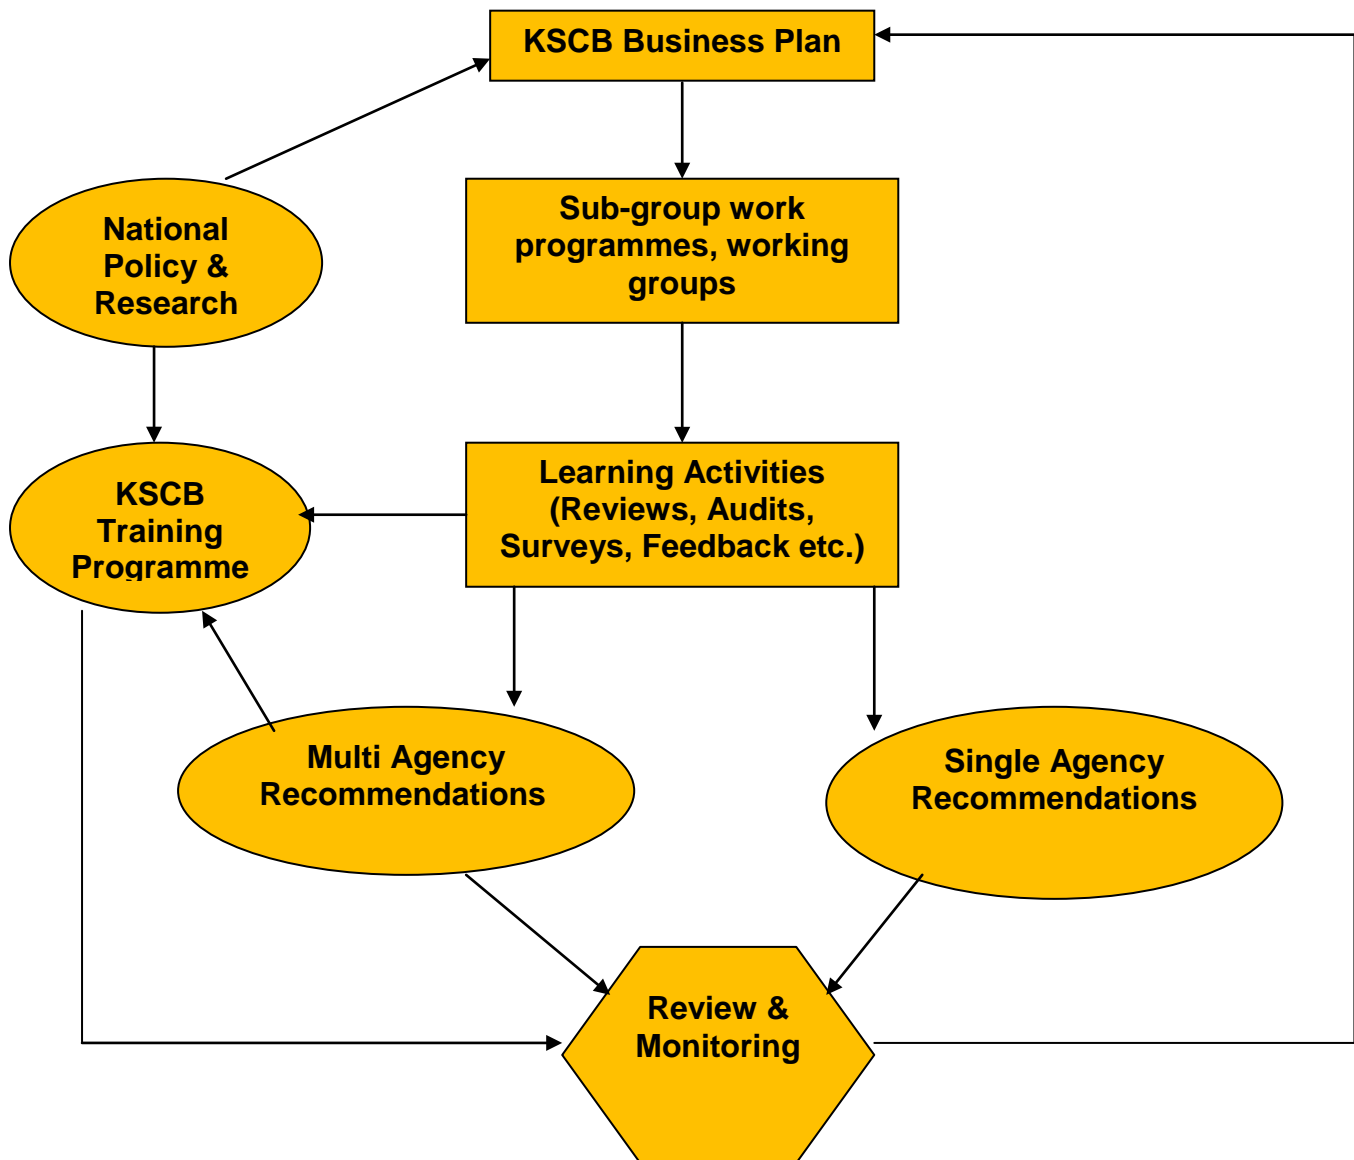 KSCB Business Plan
National
Policy &
Research
Sub-group work
programmes, working
groups
KSCB
Training
Programme
Learning Activities
(Reviews, Audits,
Surveys, Feedback etc.)
Multi Agency
Recommendations
Single Agency
Recommendations
Review &
Monitoring